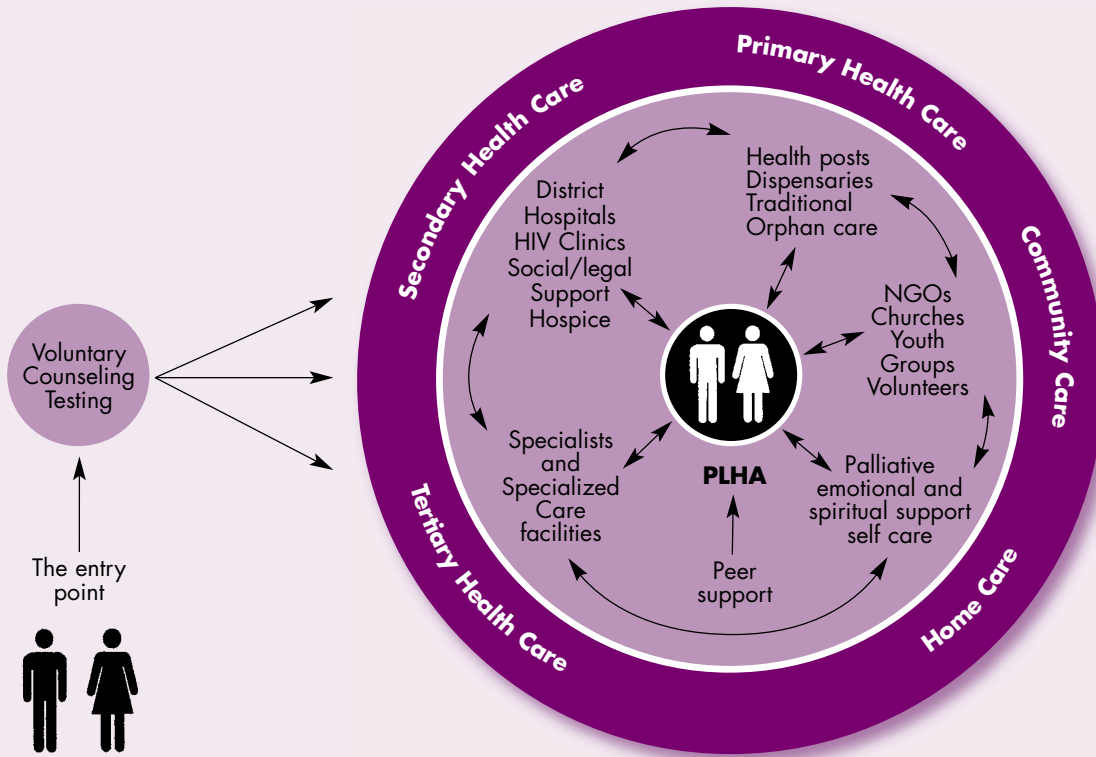 Voluntary
Counseling
Testing
The entry
point
Primary Health Care
Secondary Health Care
Community Care
Tertiary Health Care
Home Care
Health posts
Dispensaries
Traditional
Orphan care
District
Hospitals
HIV Clinics
Social/legal
Support
Hospice
NGOs
Churches
Youth
Groups
Volunteers
Specialists
and
Specialized
Care
facilities
PLHA
Palliative
emotional and
spiritual support
self care
Peer
support